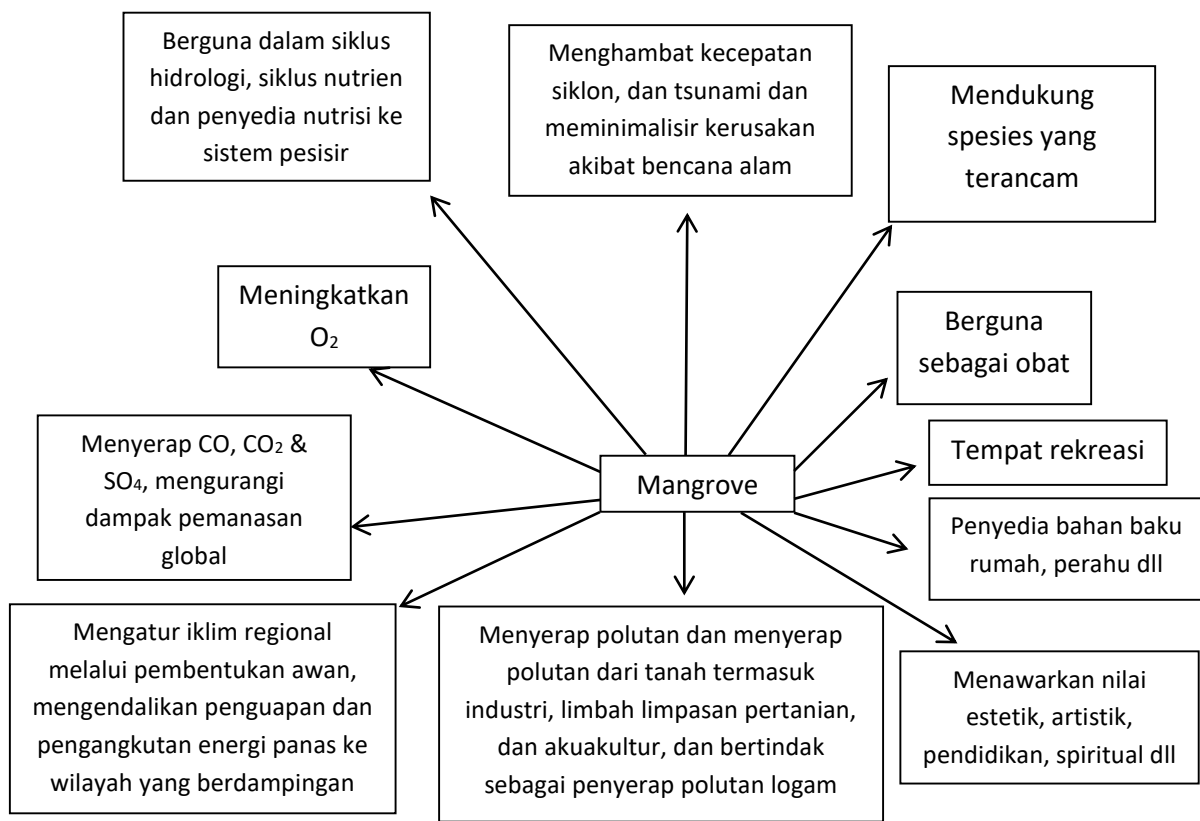 Berguna dalam siklus
hidrologi, siklus nutrien
dan penyedia nutrisi ke
sistem pesisir
Menghambat kecepatan
siklon, dan tsunami dan
meminimalisir kerusakan
akibat bencana alam
Mendukung
spesies yang
terancam
Meningkatkan
O₂
Berguna
sebagai obat
Menyerap CO, CO₂ &
SO₄, mengurangi
dampak pemanasan
global
Mangrove
Tempat rekreasi
Penyedia bahan baku
rumah, perahu dll
Mengatur iklim regional
melalui pembentukan awan,
mengendalikan penguapan dan
pengangkutan energi panas ke
wilayah yang berdampingan
Menyerap polutan dan menyerap
polutan dari tanah termasuk
industri, limbah limpasan pertanian,
dan akuakultur, dan bertindak
sebagai penyerap polutan logam
Menawarkan nilai
estetik, artistik,
pendidikan, spiritual dll